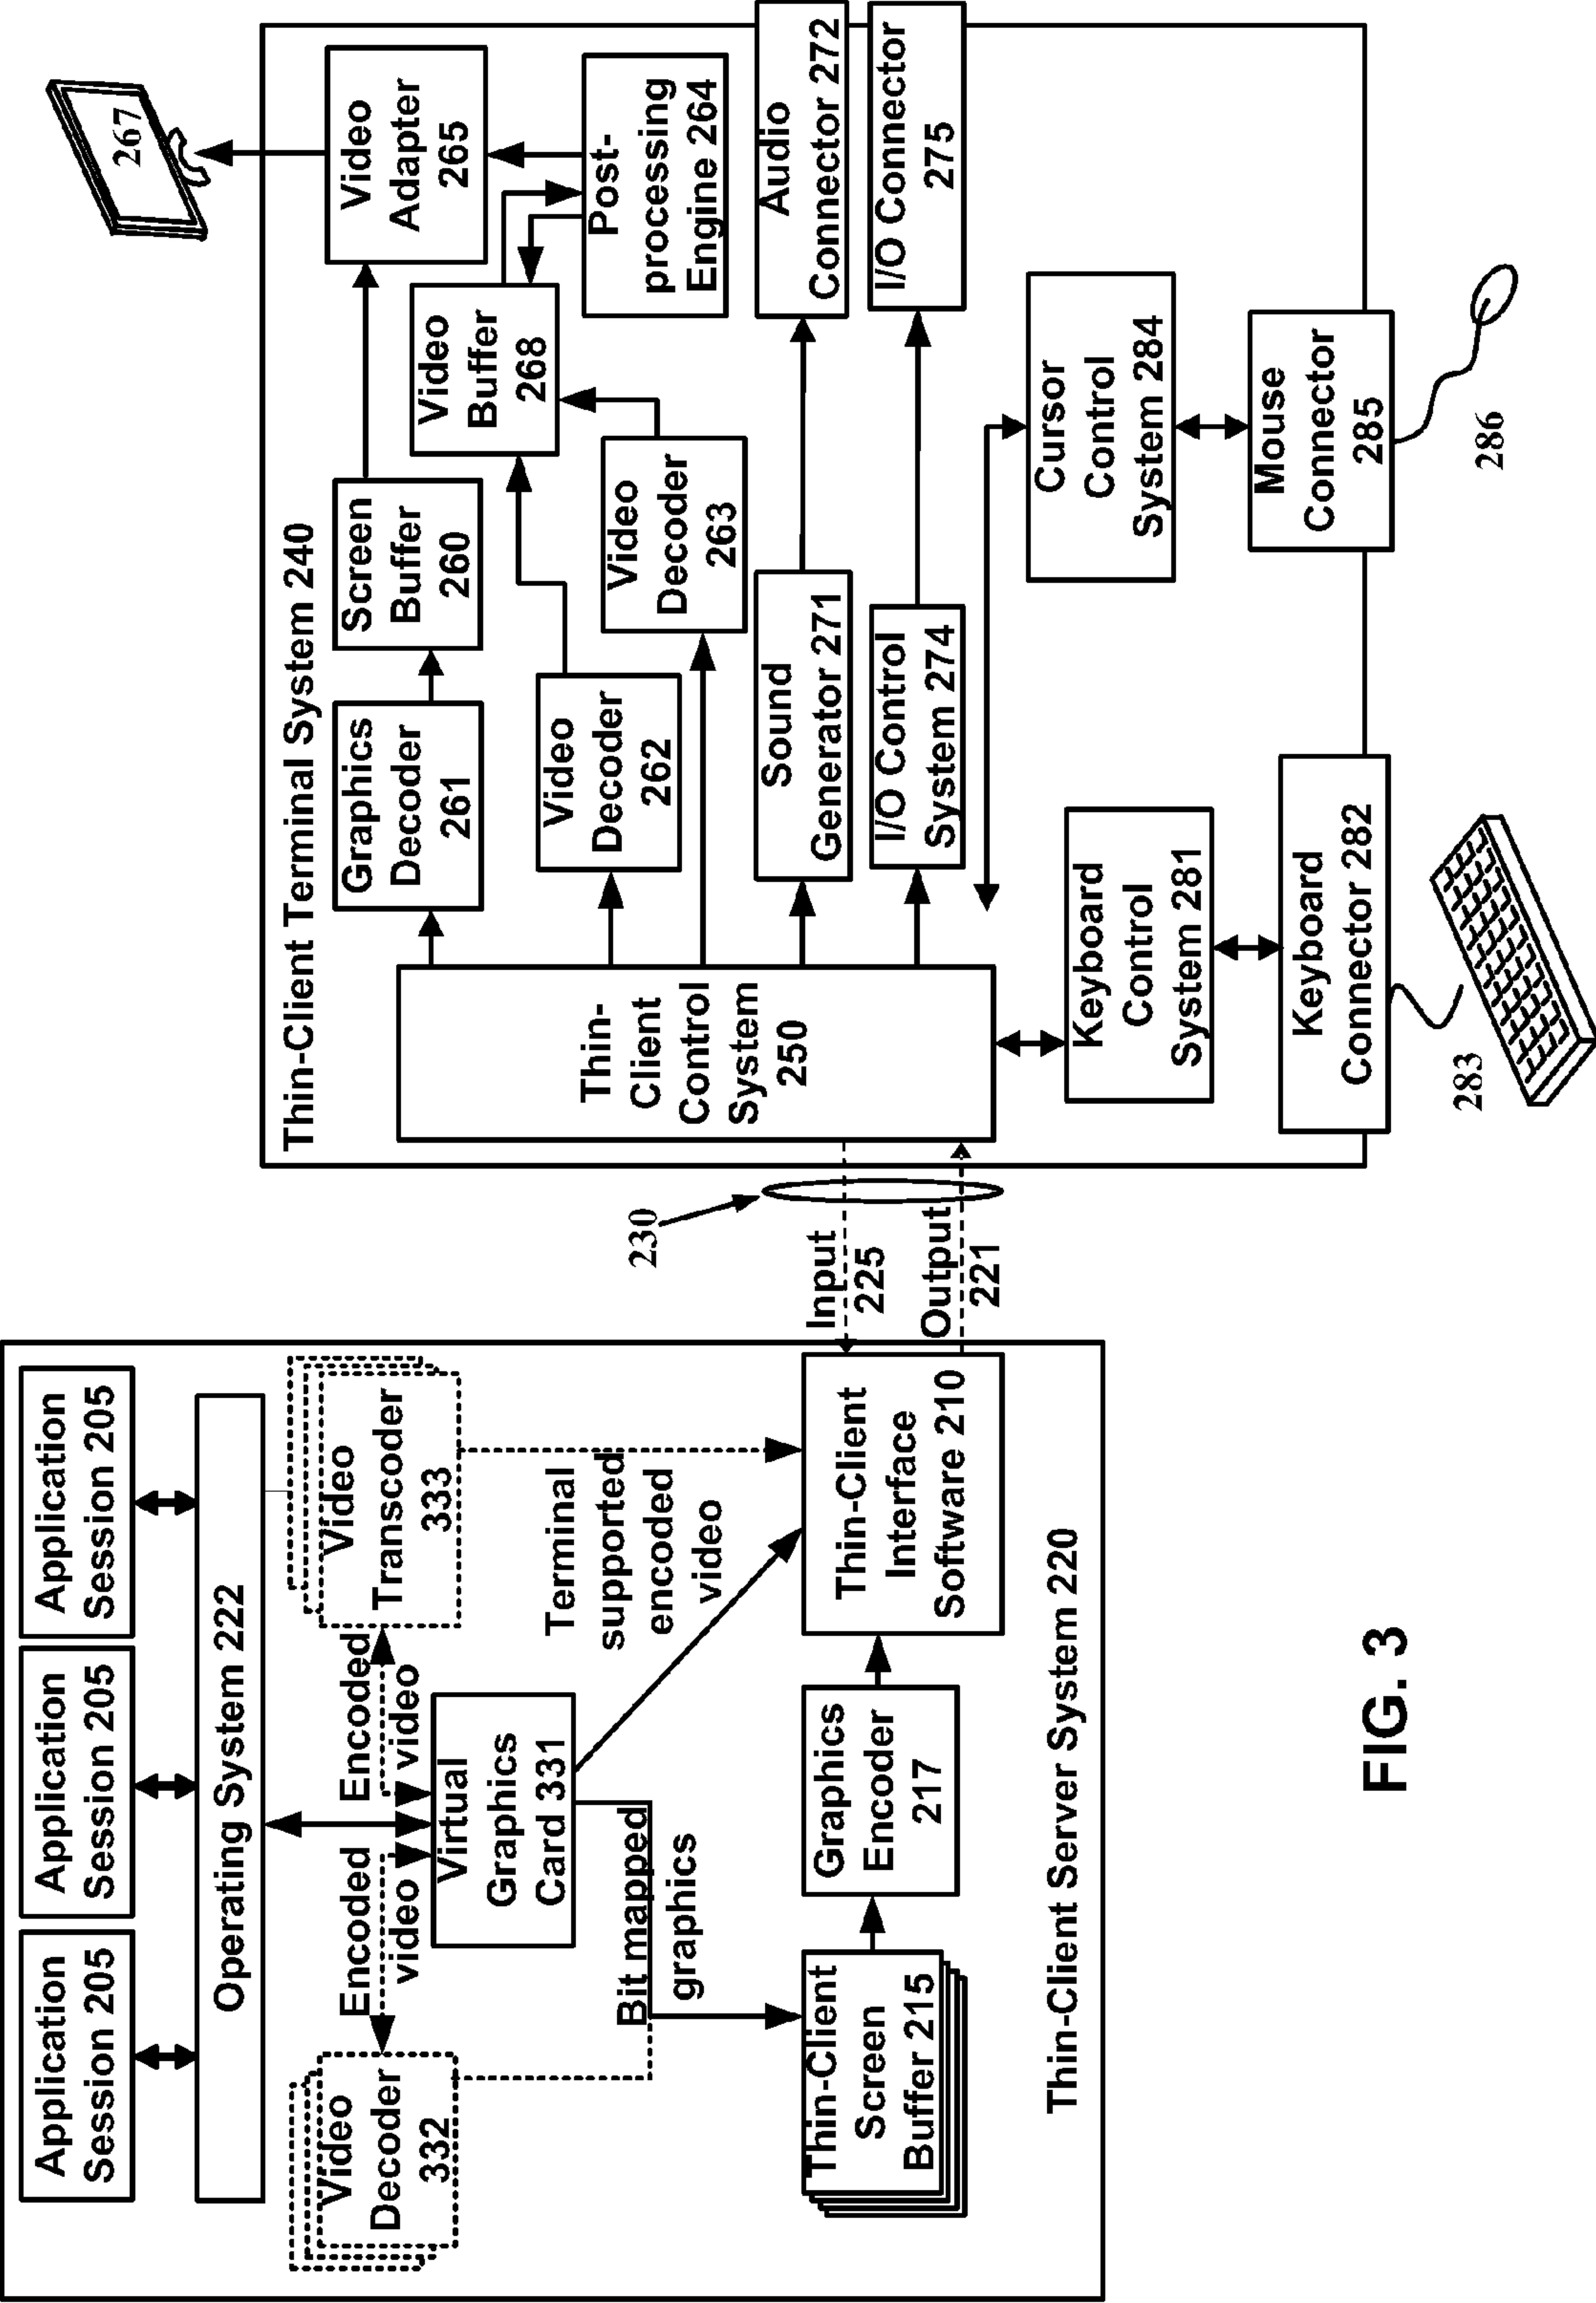 Application
Session 205
Application
Session 205
Application
Session 205
Operating System 222
Video
Decoder
332
Encoded
video
Encoded
video
Video
Transcoder
333
Virtual
Graphics
Card 331
Bit mapped
graphics
Terminal
supported
encoded
video
Thin-Client
Screen
Buffer 215
Graphics
Encoder
217
Thin-Client
Interface
Software 210
Thin-Client Server System 220
230
Input
225
Output
221
Thin-Client Terminal System 240
Thin-
Client
Control
System
250
Graphics
Decoder
261
Screen
Buffer
260
Video
Adapter
265
267
Video
Decoder
262
Video
Buffer
268
Video
Decoder
263
Post-
processing
Engine 264
Sound
Generator 271
Audio
Connector 272
I/O Control
System 274
I/O Connector
275
Keyboard
Control
System 281
Cursor
Control
System 284
Keyboard
Connector 282
Mouse
Connector
285
283
286
FIG. 3